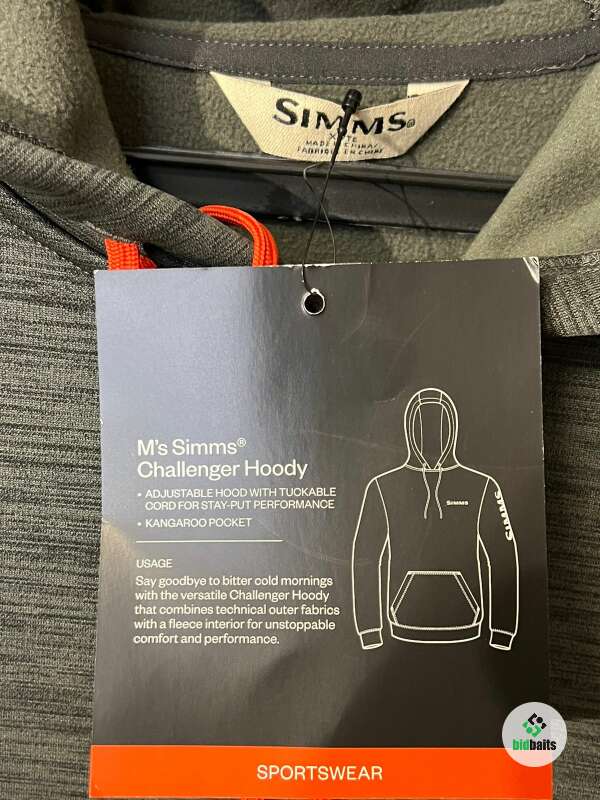 SIMMS®
MADE IN CHINA/
M's Simms®
Challenger Hoody
• ADJUSTABLE HOOD WITH TUCKABLE
CORD FOR STAY-PUT PERFORMANCE
• KANGAROO POCKET
USAGE
Say goodbye to bitter cold mornings
with the versatile Challenger Hoody
that combines technical outer fabrics
with a fleece interior for unstoppable
comfort and performance.
SIMMS
SIMMS
SPORTSWEAR
bidbaits